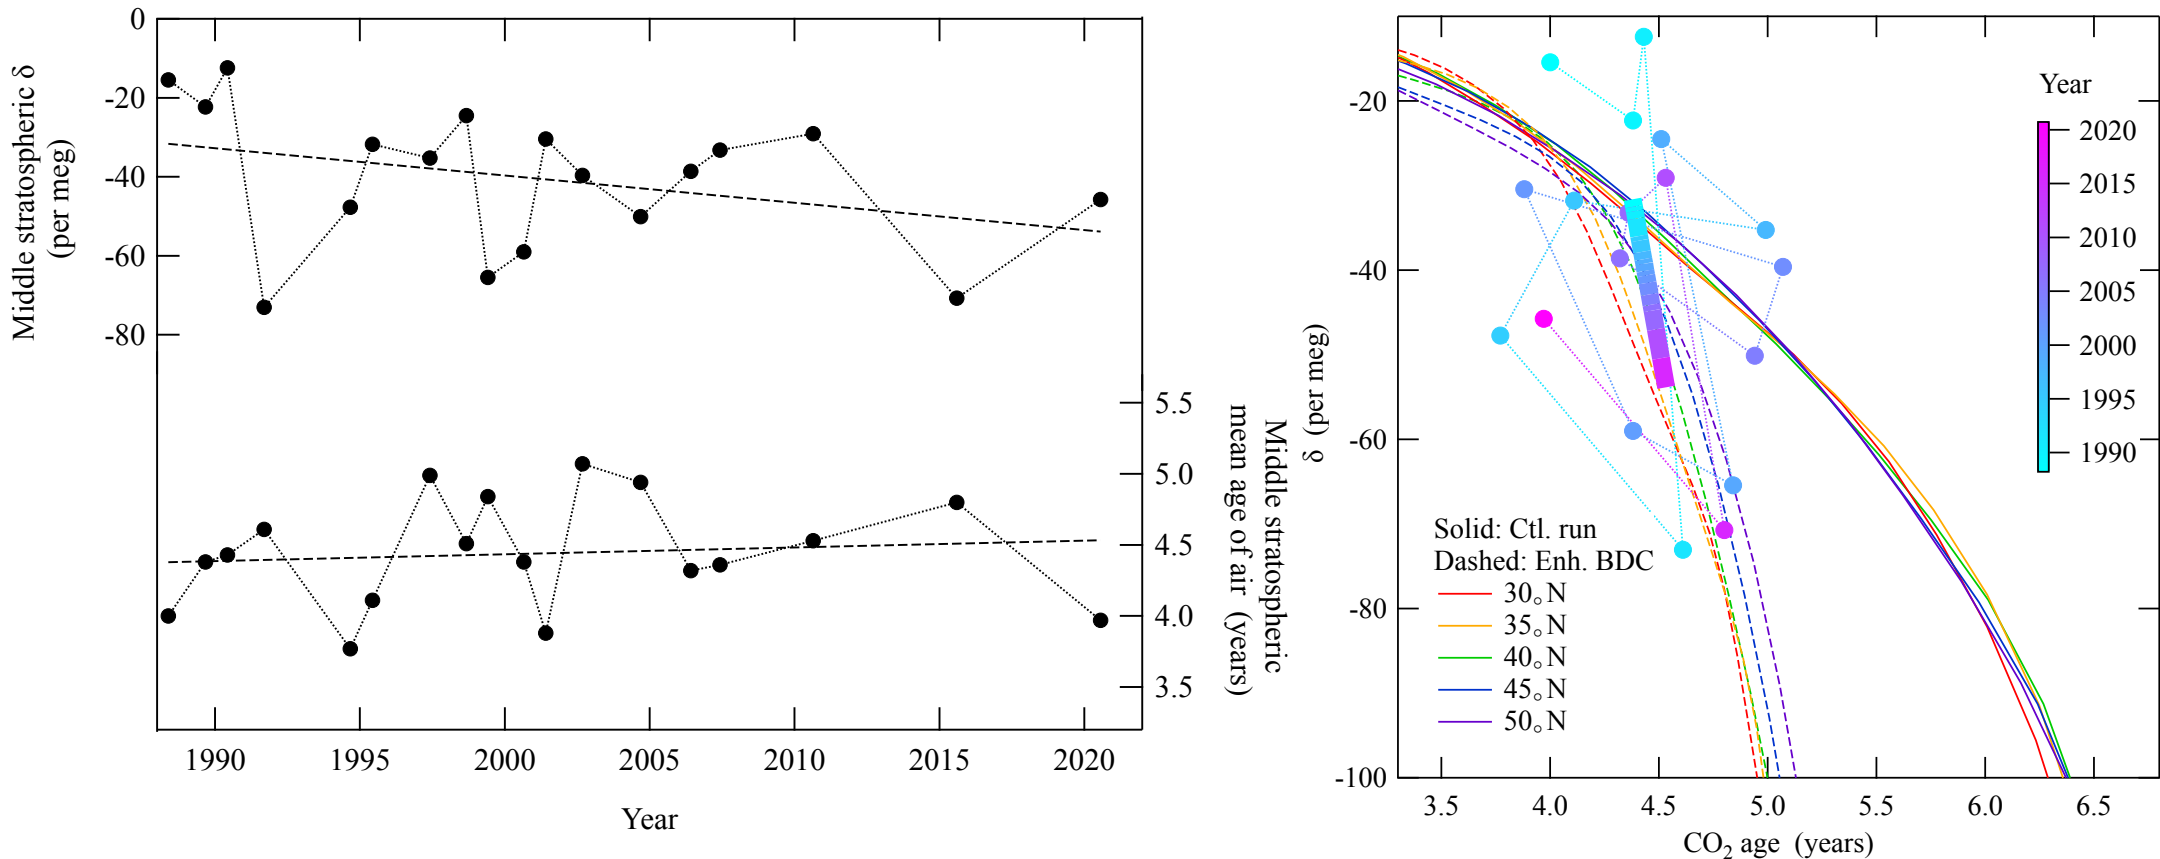 0
-20
-40
-60
-80
Middle stratospheric δ
(per meg)
5.5
5.0
4.5
4.0
3.5
Middle stratospheric
mean age of air (years)
1990
1995
2000
2005
2010
2015
2020
Year
-20
-40
-60
-80
-100
δ (per meg)
Year
2020
2015
2010
2005
2000
1995
1990
Solid: Ctl. run
Dashed: Enh. BDC
30°N
35°N
40°N
45°N
50°N
3.5
4.0
4.5
5.0
5.5
6.0
6.5
CO₂ age (years)